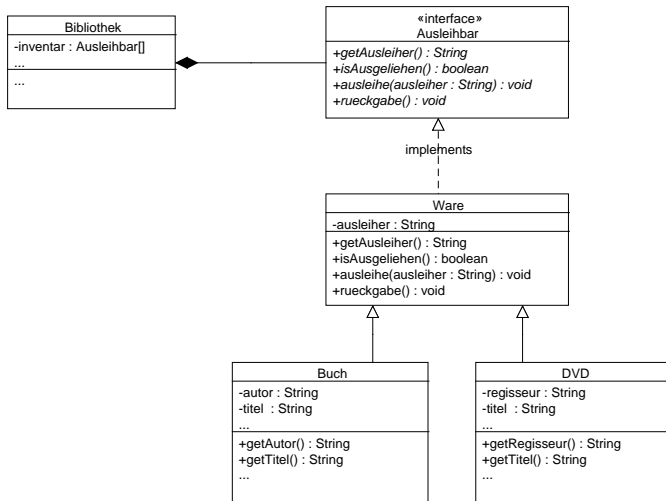 Bibliothek
-inventar : Ausleihbar[]
...
...
«interface»
Ausleihbar
+getAusleiher() : String
+isAusgeliehen() : boolean
+ausleihe(ausleiher : String) : void
+rueckgabe() : void
implements
Ware
-ausleiher : String
+getAusleiher() : String
+isAusgeliehen() : boolean
+ausleihe(ausleiher : String) : void
+rueckgabe() : void
Buch
-autor : String
-titel : String
...
+getAutor() : String
+getTitel() : String
...
DVD
-regisseur : String
-titel : String
...
+getRegisseur() : String
+getTitel() : String
...